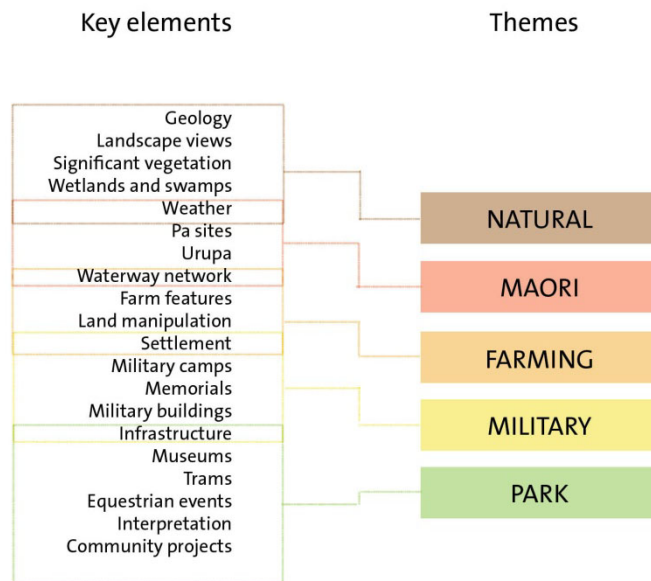 Key elements
Themes
Geology
Landscape views
Significant vegetation
Wetlands and swamps
Weather
Pa sites
Urupa
Waterway network
Farm features
Land manipulation
Settlement
Military camps
Memorials
Military buildings
Infrastructure
Museums
Trams
Equestrian events
Interpretation
Community projects
NATURAL
MAORI
FARMING
MILITARY
PARK